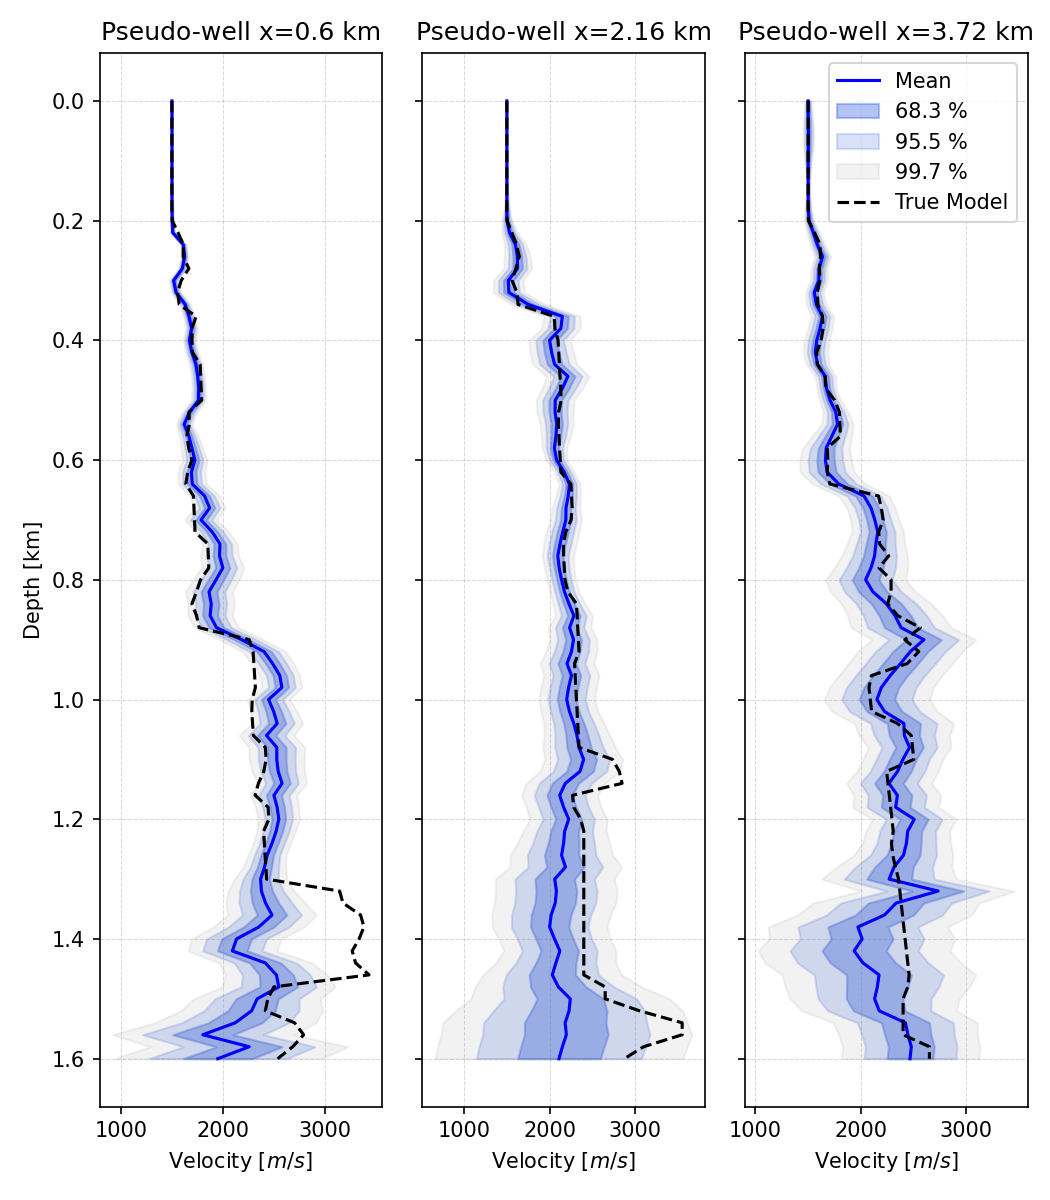 Pseudo-well x=0.6 km
Pseudo-well x=2.16 km
Pseudo-well x=3.72 km
Mean
68.3 %
95.5 %
99.7 %
True Model
0.0
0.2
0.4
0.6
0.8
1.0
1.2
1.4
1.6
Depth [km]
1000 2000 3000
1000 2000 3000
1000 2000 3000
Velocity [m/s]
Velocity [m/s]
Velocity [m/s]